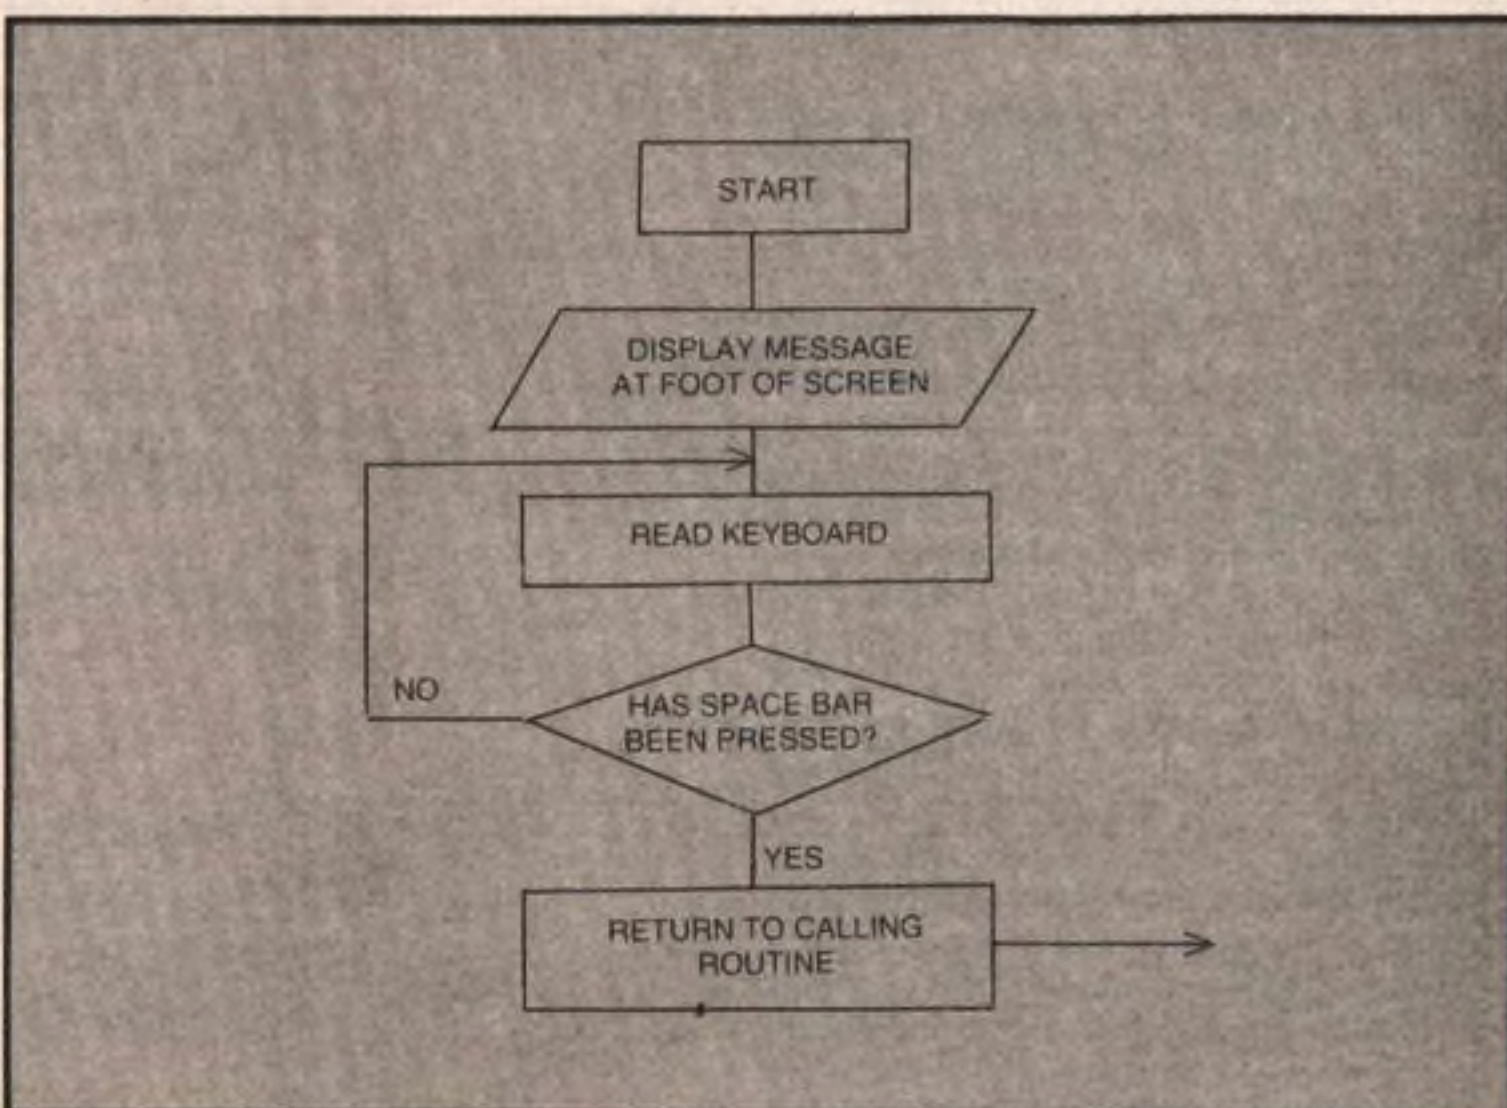 START
DISPLAY MESSAGE
AT FOOT OF SCREEN
READ KEYBOARD
NO
HAS SPACE BAR
BEEN PRESSED?
YES
RETURN TO CALLING
ROUTINE